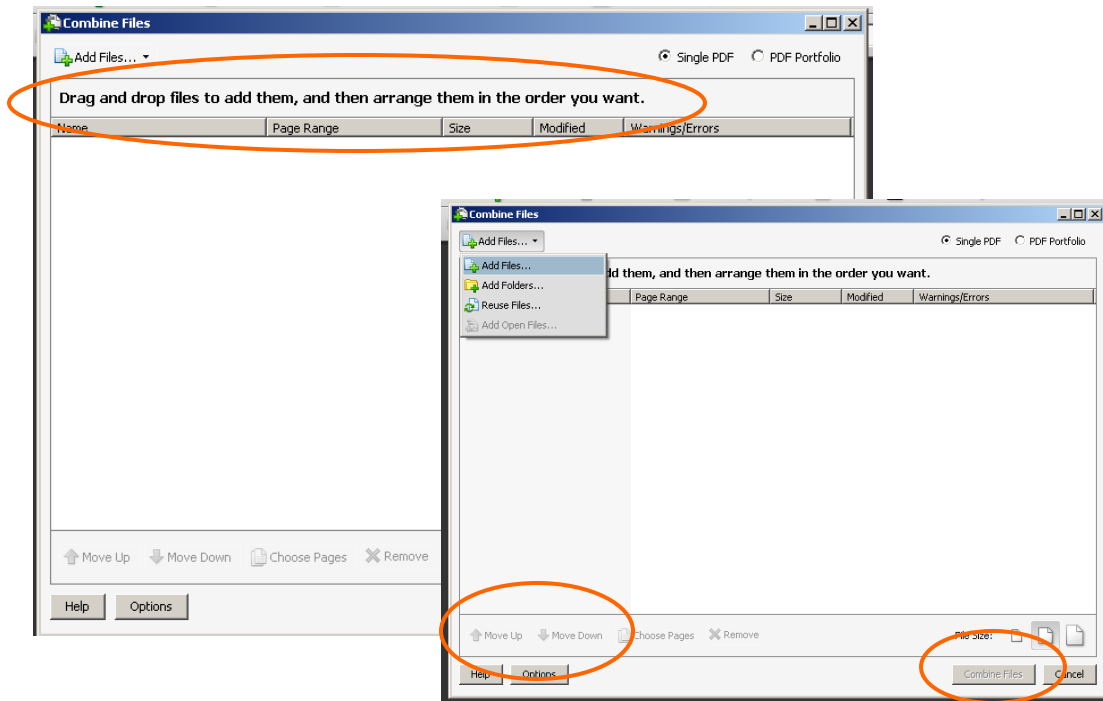 Combine Files
Add Files...
Single PDF PDF Portfolio
Drag and drop files to add them, and then arrange them in the order you want.
Name Page Range Size Modified Warnings/Errors
Move Up Move Down Choose Pages Remove
Help Options
Combine Files
Add Files...
Single PDF PDF Portfolio
Add Files...
Add Folders...
Reuse Files...
Add Open Files...
dd them, and then arrange them in the order you want.
Page Range Size Modified Warnings/Errors
Move Up Move Down Choose Pages Remove
File Size:
Help Options
Combine Files Cancel